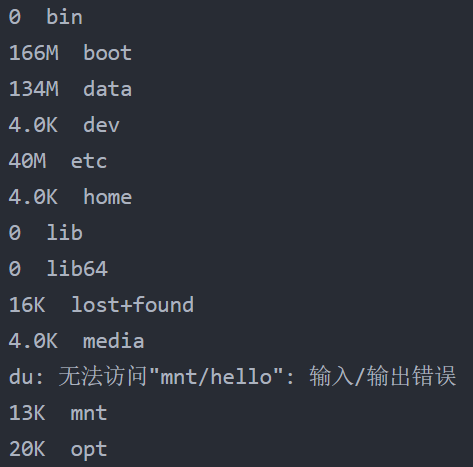 0  bin
166M  boot
134M  data
4.0K  dev
40M  etc
4.0K  home
0  lib
0  lib64
16K  lost+found
4.0K  media
du: 无法访问"mnt/hello": 输入/输出错误
13K  mnt
20K  opt